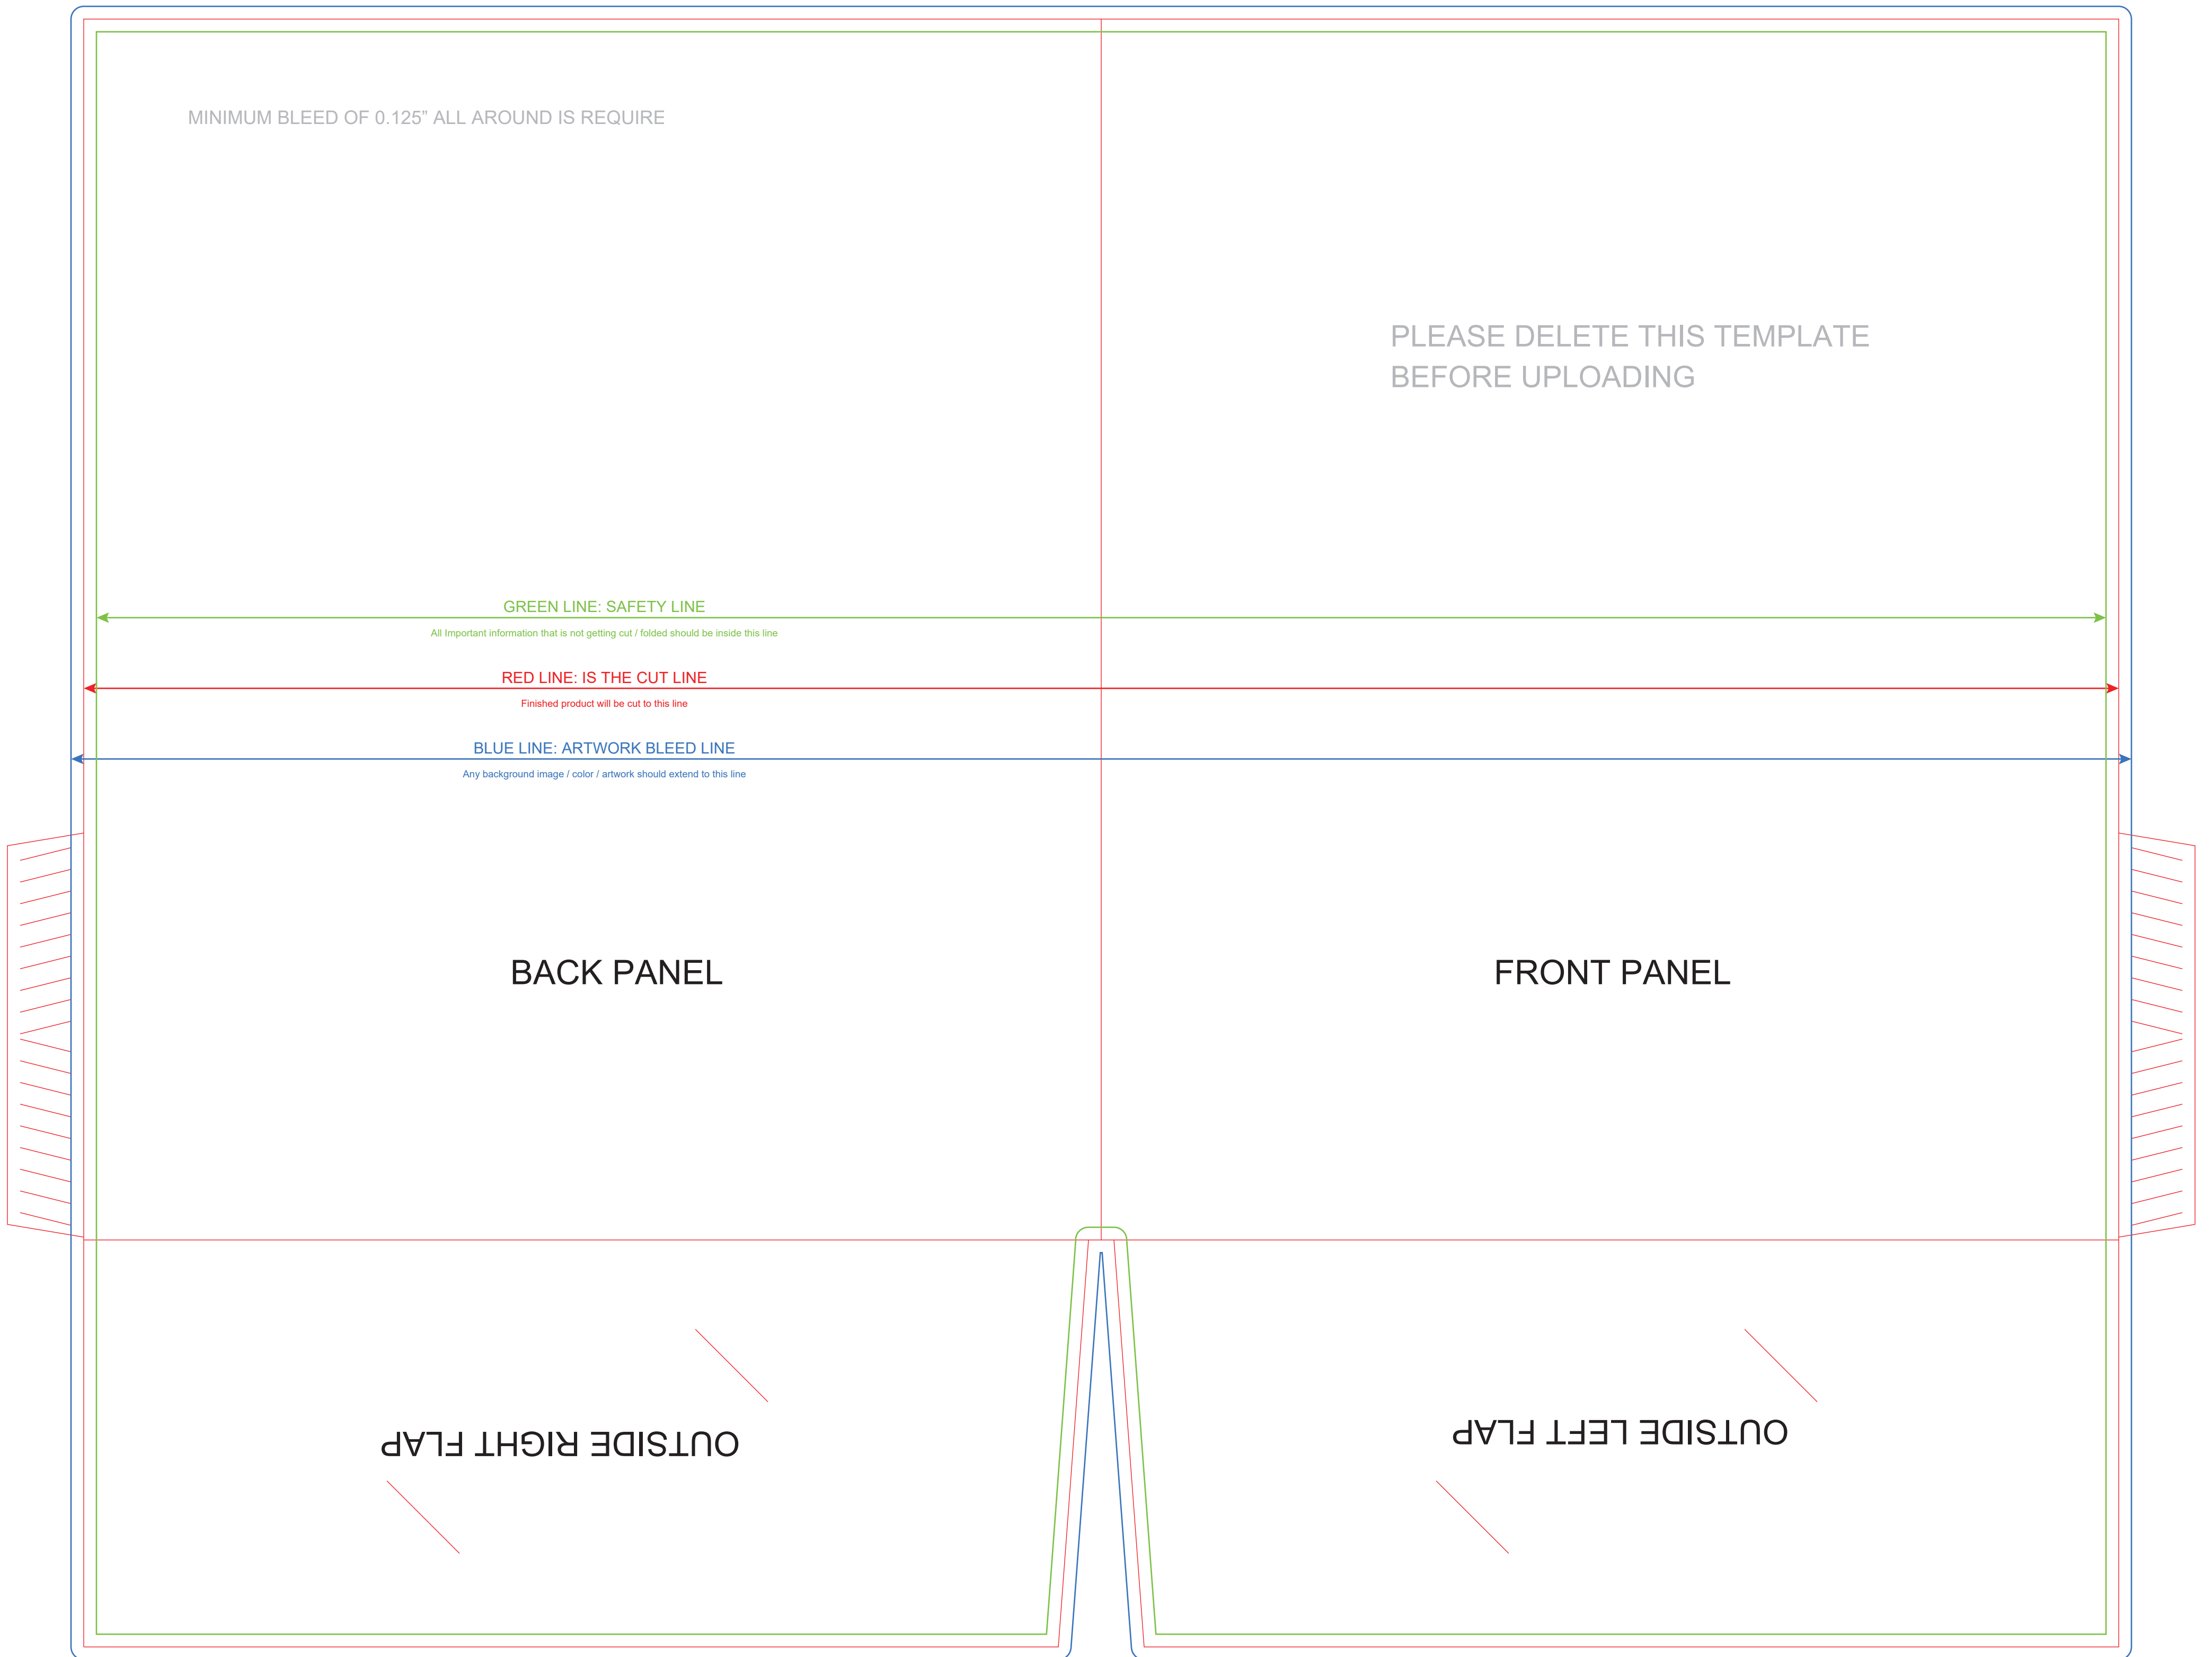 MINIMUM BLEED OF 0.125” ALL AROUND IS REQUIRE
PLEASE DELETE THIS TEMPLATE
BEFORE UPLOADING
GREEN LINE: SAFETY LINE
All Important information that is not getting cut / folded should be inside this line
RED LINE: IS THE CUT LINE
Finished product will be cut to this line
BLUE LINE: ARTWORK BLEED LINE
Any background image / color / artwork should extend to this line
BACK PANEL
FRONT PANEL
OUTSIDE RIGHT FLAP
OUTSIDE LEFT FLAP